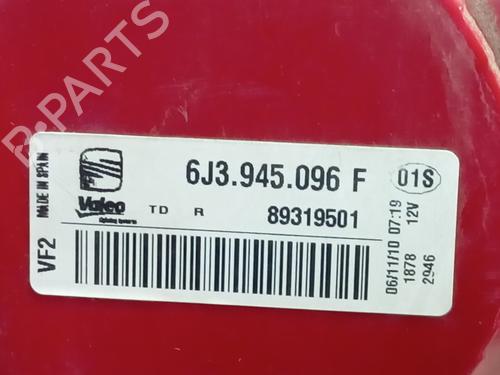 B-PARTS
VF2
MADE IN SPAIN
Valeo
TD R
6J3.945.096 F
89319501
01S
06/11/10 07:19
1878 12V
2946